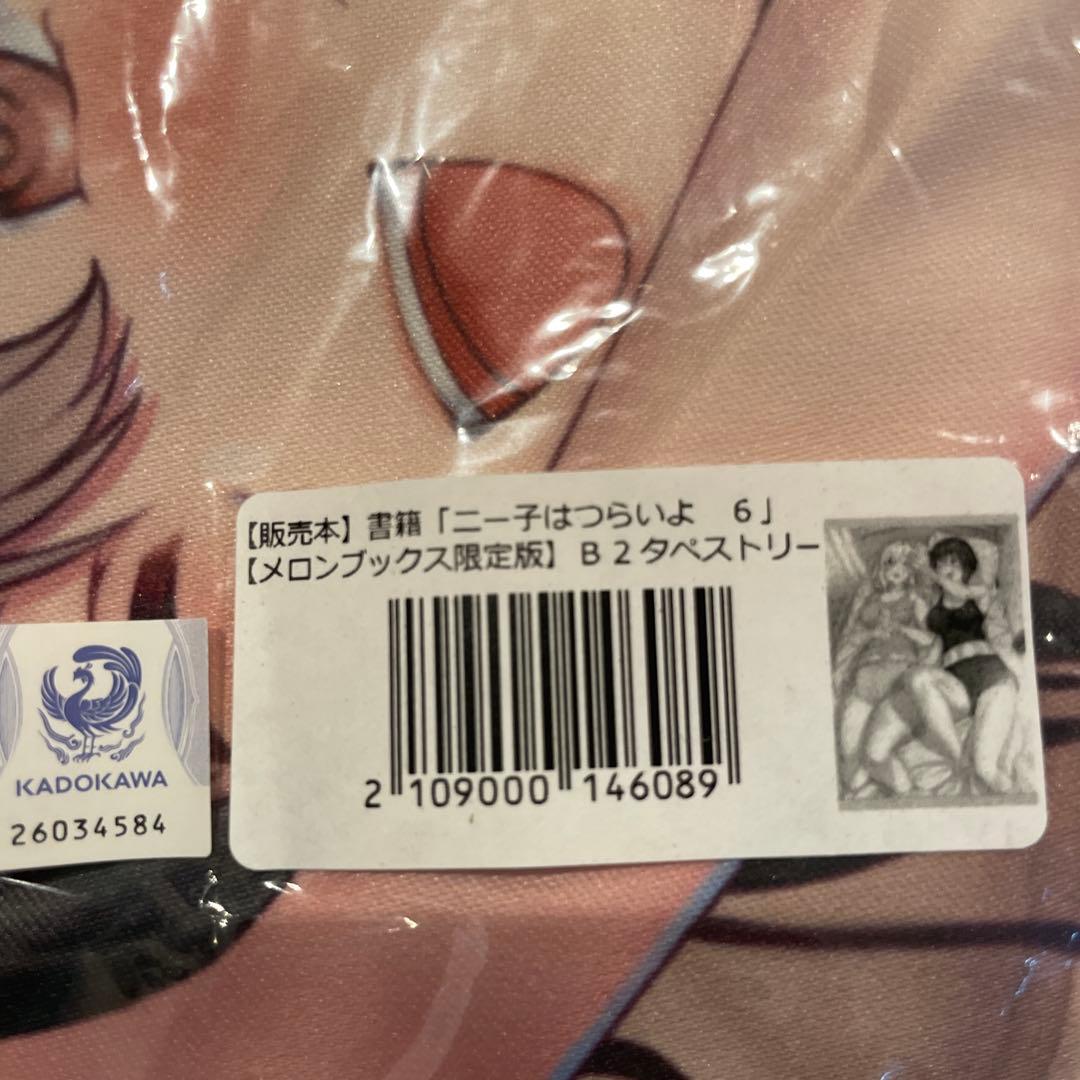 【販売本】書籍「ニー子はつらいよ　６」
【メロンブックス限定版】Ｂ２タペストリー
2 109000 146089
KADOKAWA
26034584